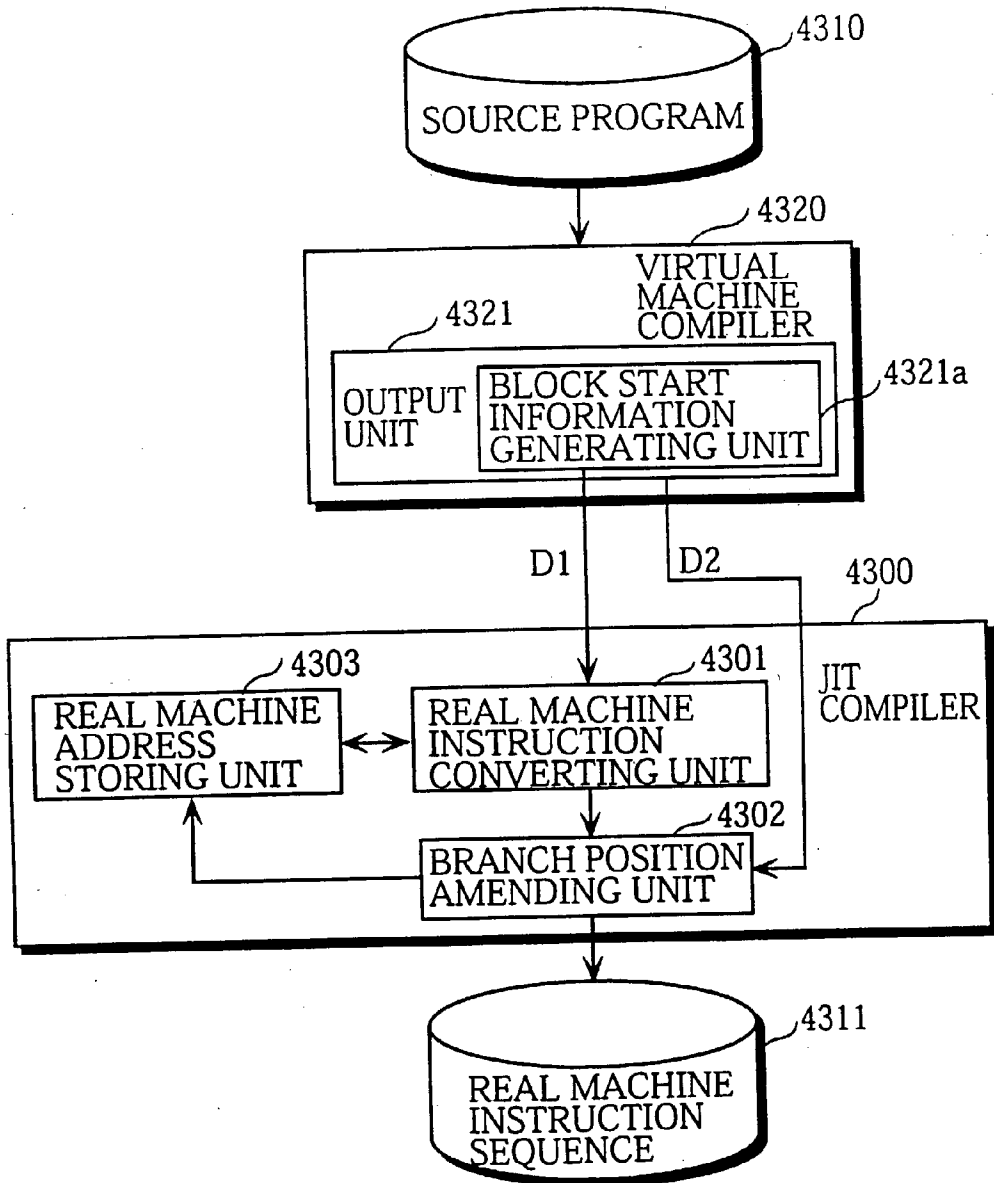 4310
SOURCE PROGRAM
4320
VIRTUAL
MACHINE
COMPILER
4321
4321a
OUTPUT
UNIT
BLOCK START
INFORMATION
GENERATING UNIT
D1
D2
4300
JIT
COMPILER
4303
REAL MACHINE
ADDRESS
STORING UNIT
4301
REAL MACHINE
INSTRUCTION
CONVERTING UNIT
4302
BRANCH POSITION
AMENDING UNIT
4311
REAL MACHINE
INSTRUCTION
SEQUENCE